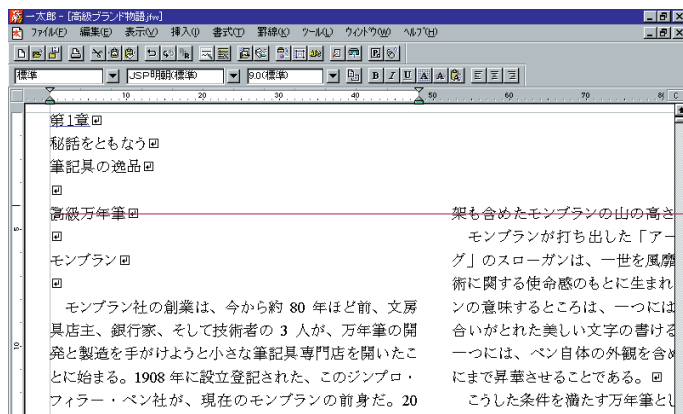 一太郎 - [高級ブランド物語.jfw]
ファイル(F) 編集(E) 表示(V) 挿入(I) 書式(T) 罫線(K) ツール(L) ウィンドウ(W) ヘルプ(H)
標準 JSP明朝(標準) 9.0(標準) B I U A A
10 20 30 40 50 60 70 80
第1章
秘話をともなう
筆記具の逸品
高級万年筆
モンブラン
モンブラン社の創業は、今から約 80 年ほど前、文房
具店主、銀行家、そして技術者の 3 人が、万年筆の開
発と製造を手がけようと小さな筆記具専門店を開いたこ
とに始まる。1908 年に設立登記された、このジンプロ・
フィラー・ペン社が、現在のモンブランの前身だ。20
架も含めたモンブランの山の高さ
モンブランが打ち出した「アー
グ」のスローガンは、一世を風靡
術に関する使命感のもとに生まれ
ンの意味するところは、一つには
合いがとれた美しい文字の書ける
一つには、ペン自体の外観を含め
にまで昇華させることである。
こうした条件を満たす万年筆とし